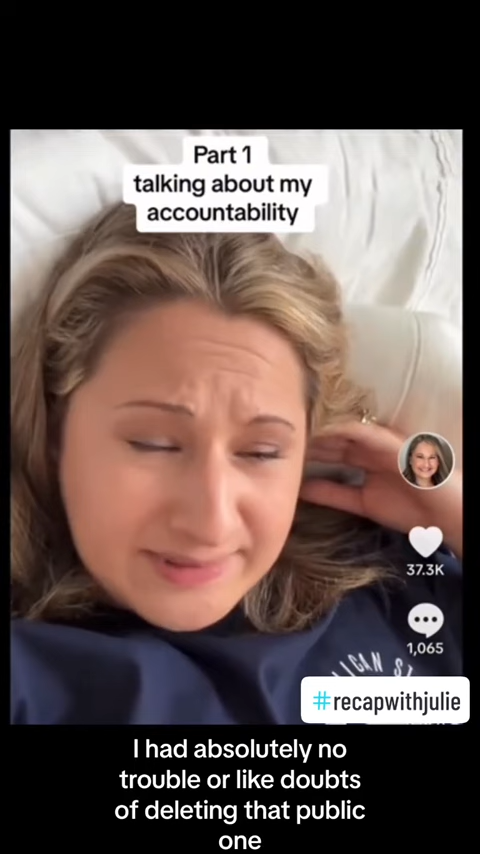 Part 1
talking about my
accountability
37.3K
1,065
ICAN S
#recapwithjulie
I had absolutely no
trouble or like doubts
of deleting that public
one